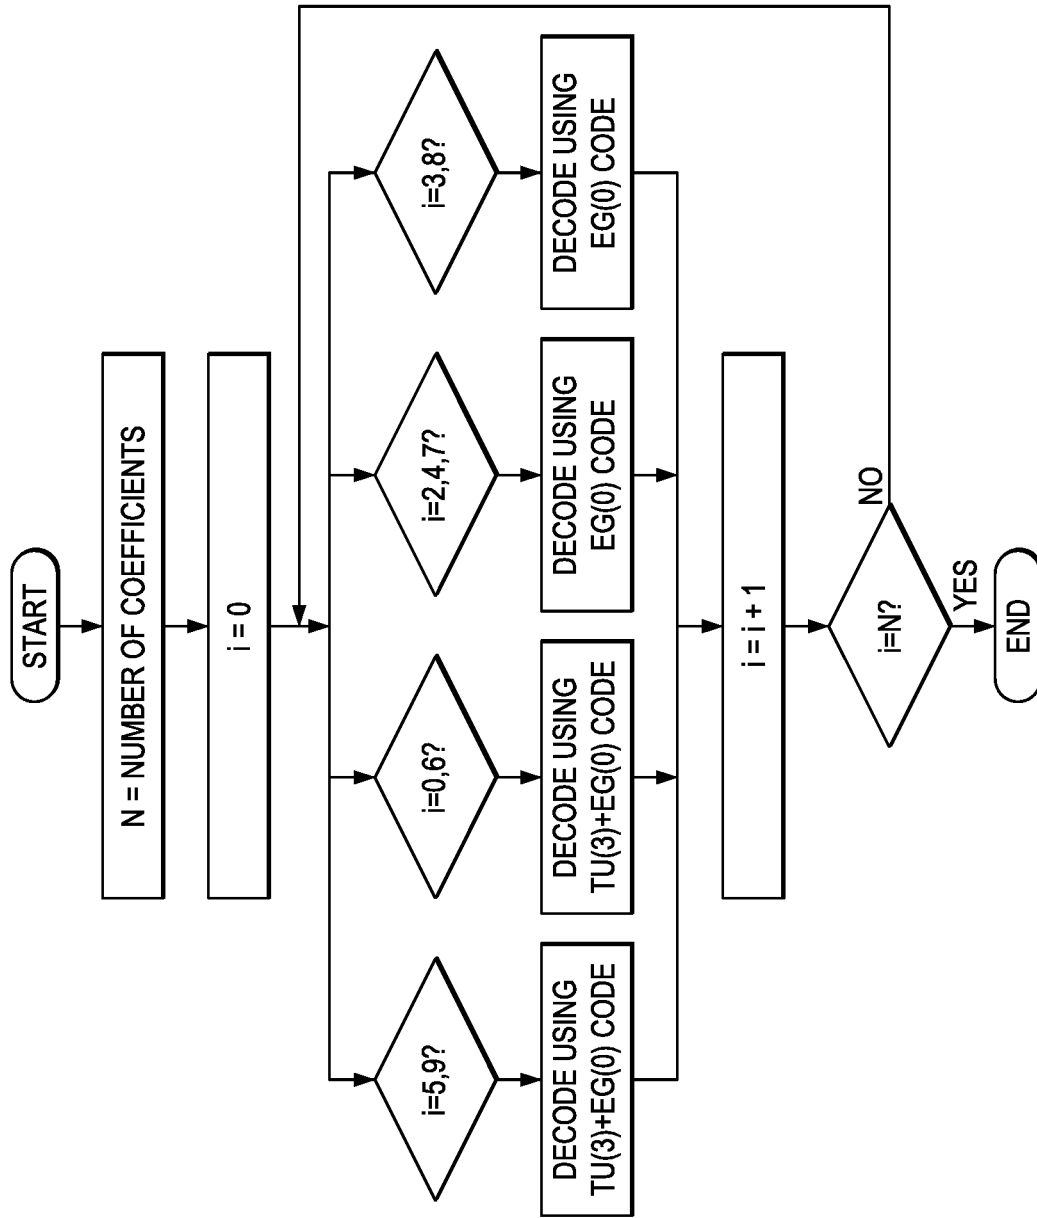 START
N = NUMBER OF COEFFICIENTS
i = 0
i=5,9?
i=0,6?
i=2,4,7?
i=3,8?
DECODE USING
TU(3)+EG(0) CODE
DECODE USING
TU(3)+EG(0) CODE
DECODE USING
EG(0) CODE
DECODE USING
EG(0) CODE
i = i + 1
i=N?
NO
YES
END